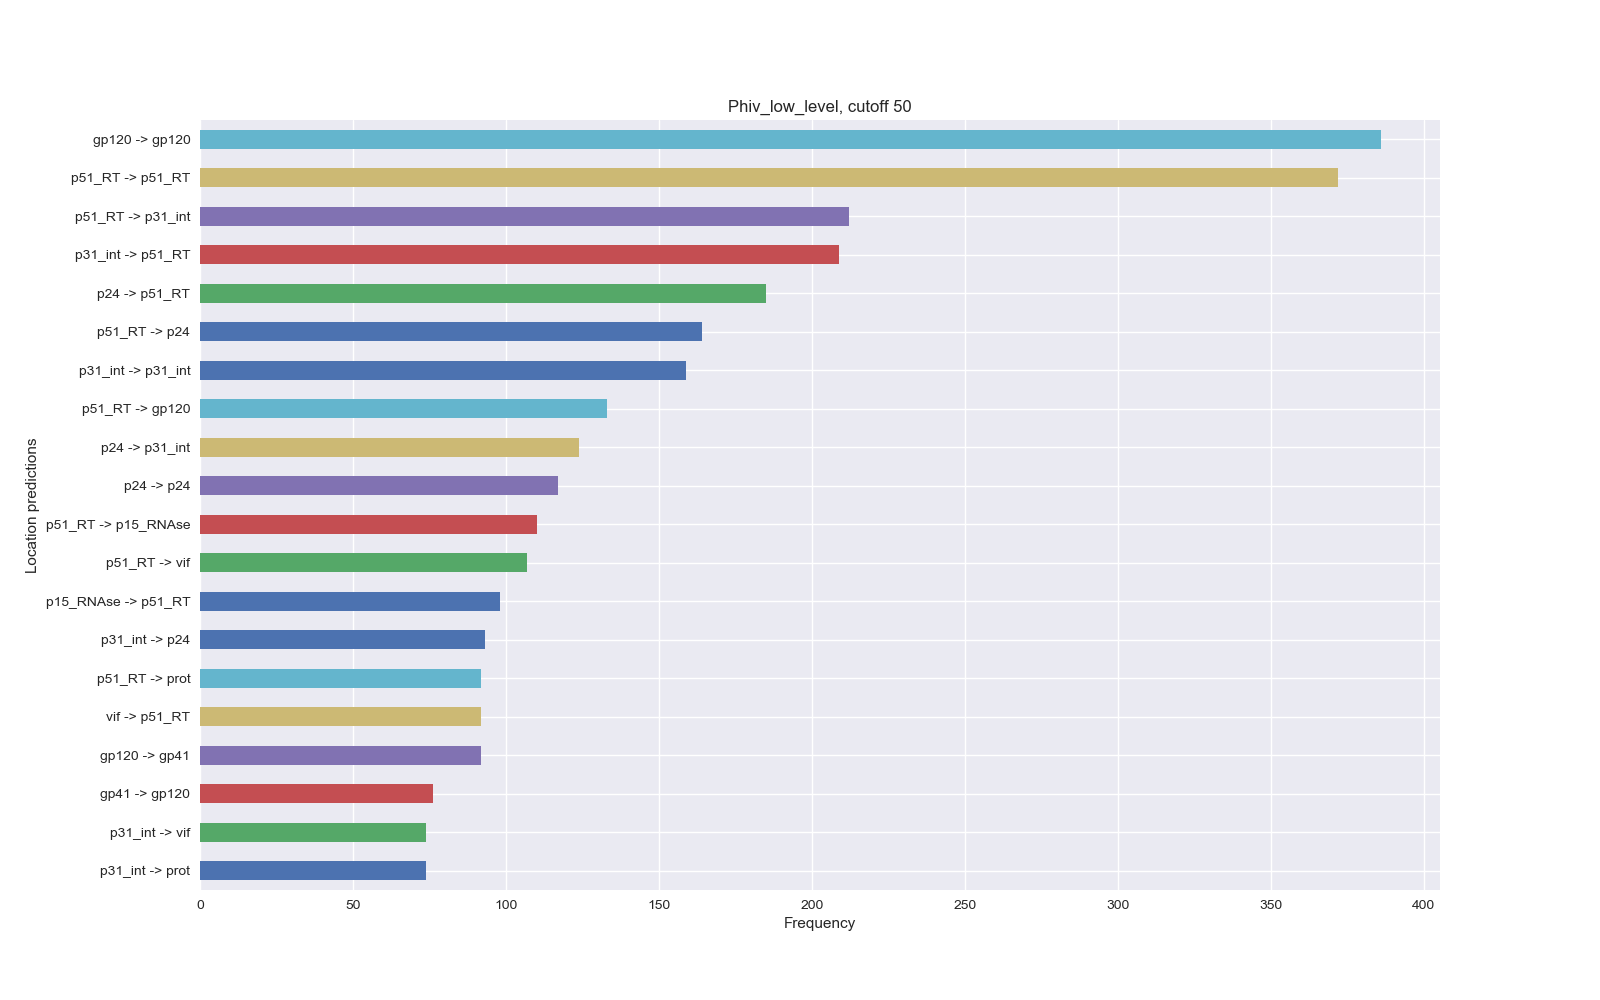 Phiv_low_level, cutoff 50
gp120 -> gp120
p51_RT -> p51_RT
p51_RT -> p31_int
p31_int -> p51_RT
p24 -> p51_RT
p51_RT -> p24
p31_int -> p31_int
p51_RT -> gp120
p24 -> p31_int
p24 -> p24
p51_RT -> p15_RNAse
p51_RT -> vif
p15_RNAse -> p51_RT
p31_int -> p24
p51_RT -> prot
vif -> p51_RT
gp120 -> gp41
gp41 -> gp120
p31_int -> vif
p31_int -> prot
Location predictions
0 50 100 150 200 250 300 350 400
Frequency